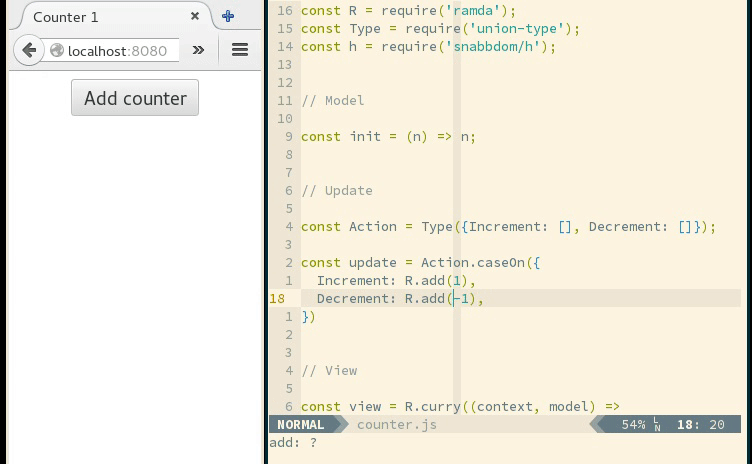 Counter 1
localhost:8080
Add counter
16 const R = require('ramda');
15 const Type = require('union-type');
14 const h = require('snabbdom/h');
13
12
11 // Model
10
9 const init = (n) => n;
8
7
6 // Update
5
4 const Action = Type({Increment: [], Decrement: []});
3
2 const update = Action.caseOn({
1   Increment: R.add(1),
18   Decrement: R.add(-1),
1 })
2
3
4 // View
5
6 const view = R.curry((context, model) =>
NORMAL counter.js 54% LN 18: 20
add: ?